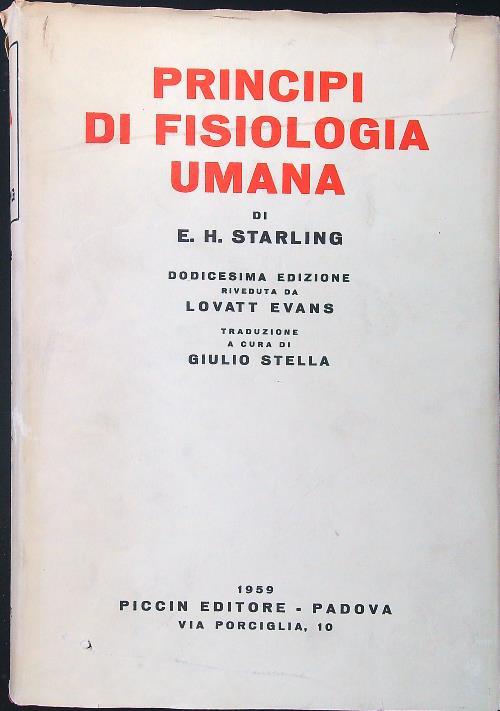 PRINCIPI
DI FISIOLOGIA
UMANA
DI
E. H. STARLING
DODICESIMA EDIZIONE
RIVEDUTA DA
LOVATT EVANS
TRADUZIONE
A CURA DI
GIULIO STELLA
1959
PICCIN EDITORE - PADOVA
VIA PORCIGLIA, 10